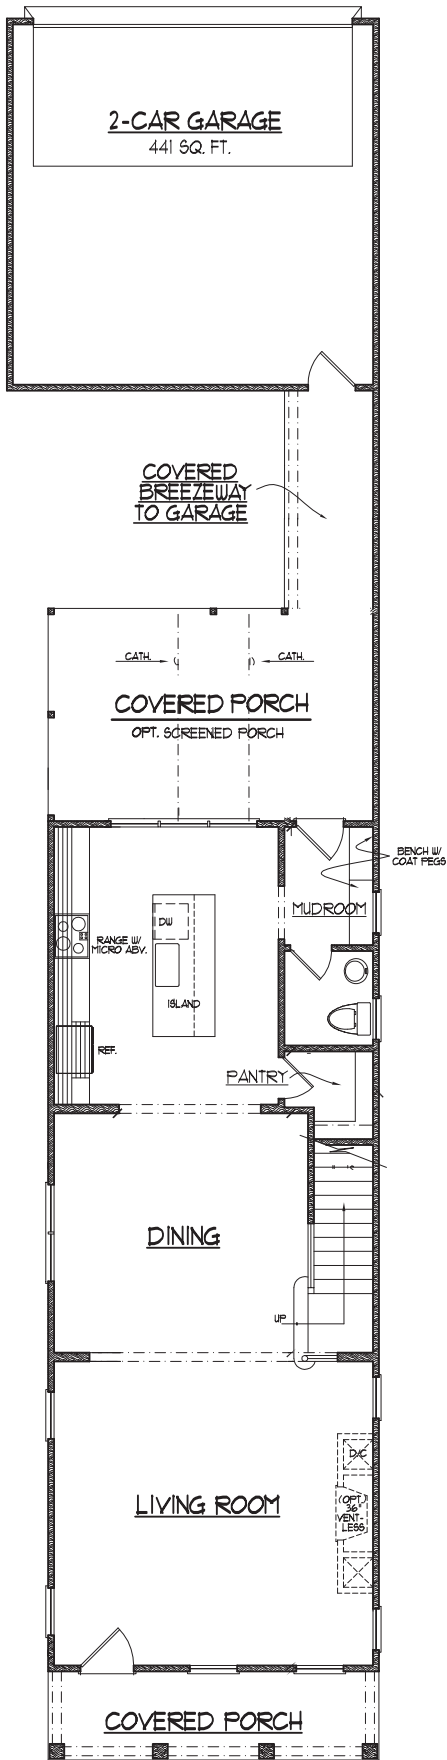 2-CAR GARAGE
441 SQ. FT.
COVERED
BREEZEWAY
TO GARAGE
CATH.
CATH.
COVERED PORCH
OPT. SCREENED PORCH
BENCH W/
COAT PEGS
MUDROOM
DW
RANGE W/
MICRO ABV.
ISLAND
REF.
PANTRY
DINING
UP
D/C
LIVING ROOM
(OPT.)
36"
VENT-
LESS
COVERED PORCH